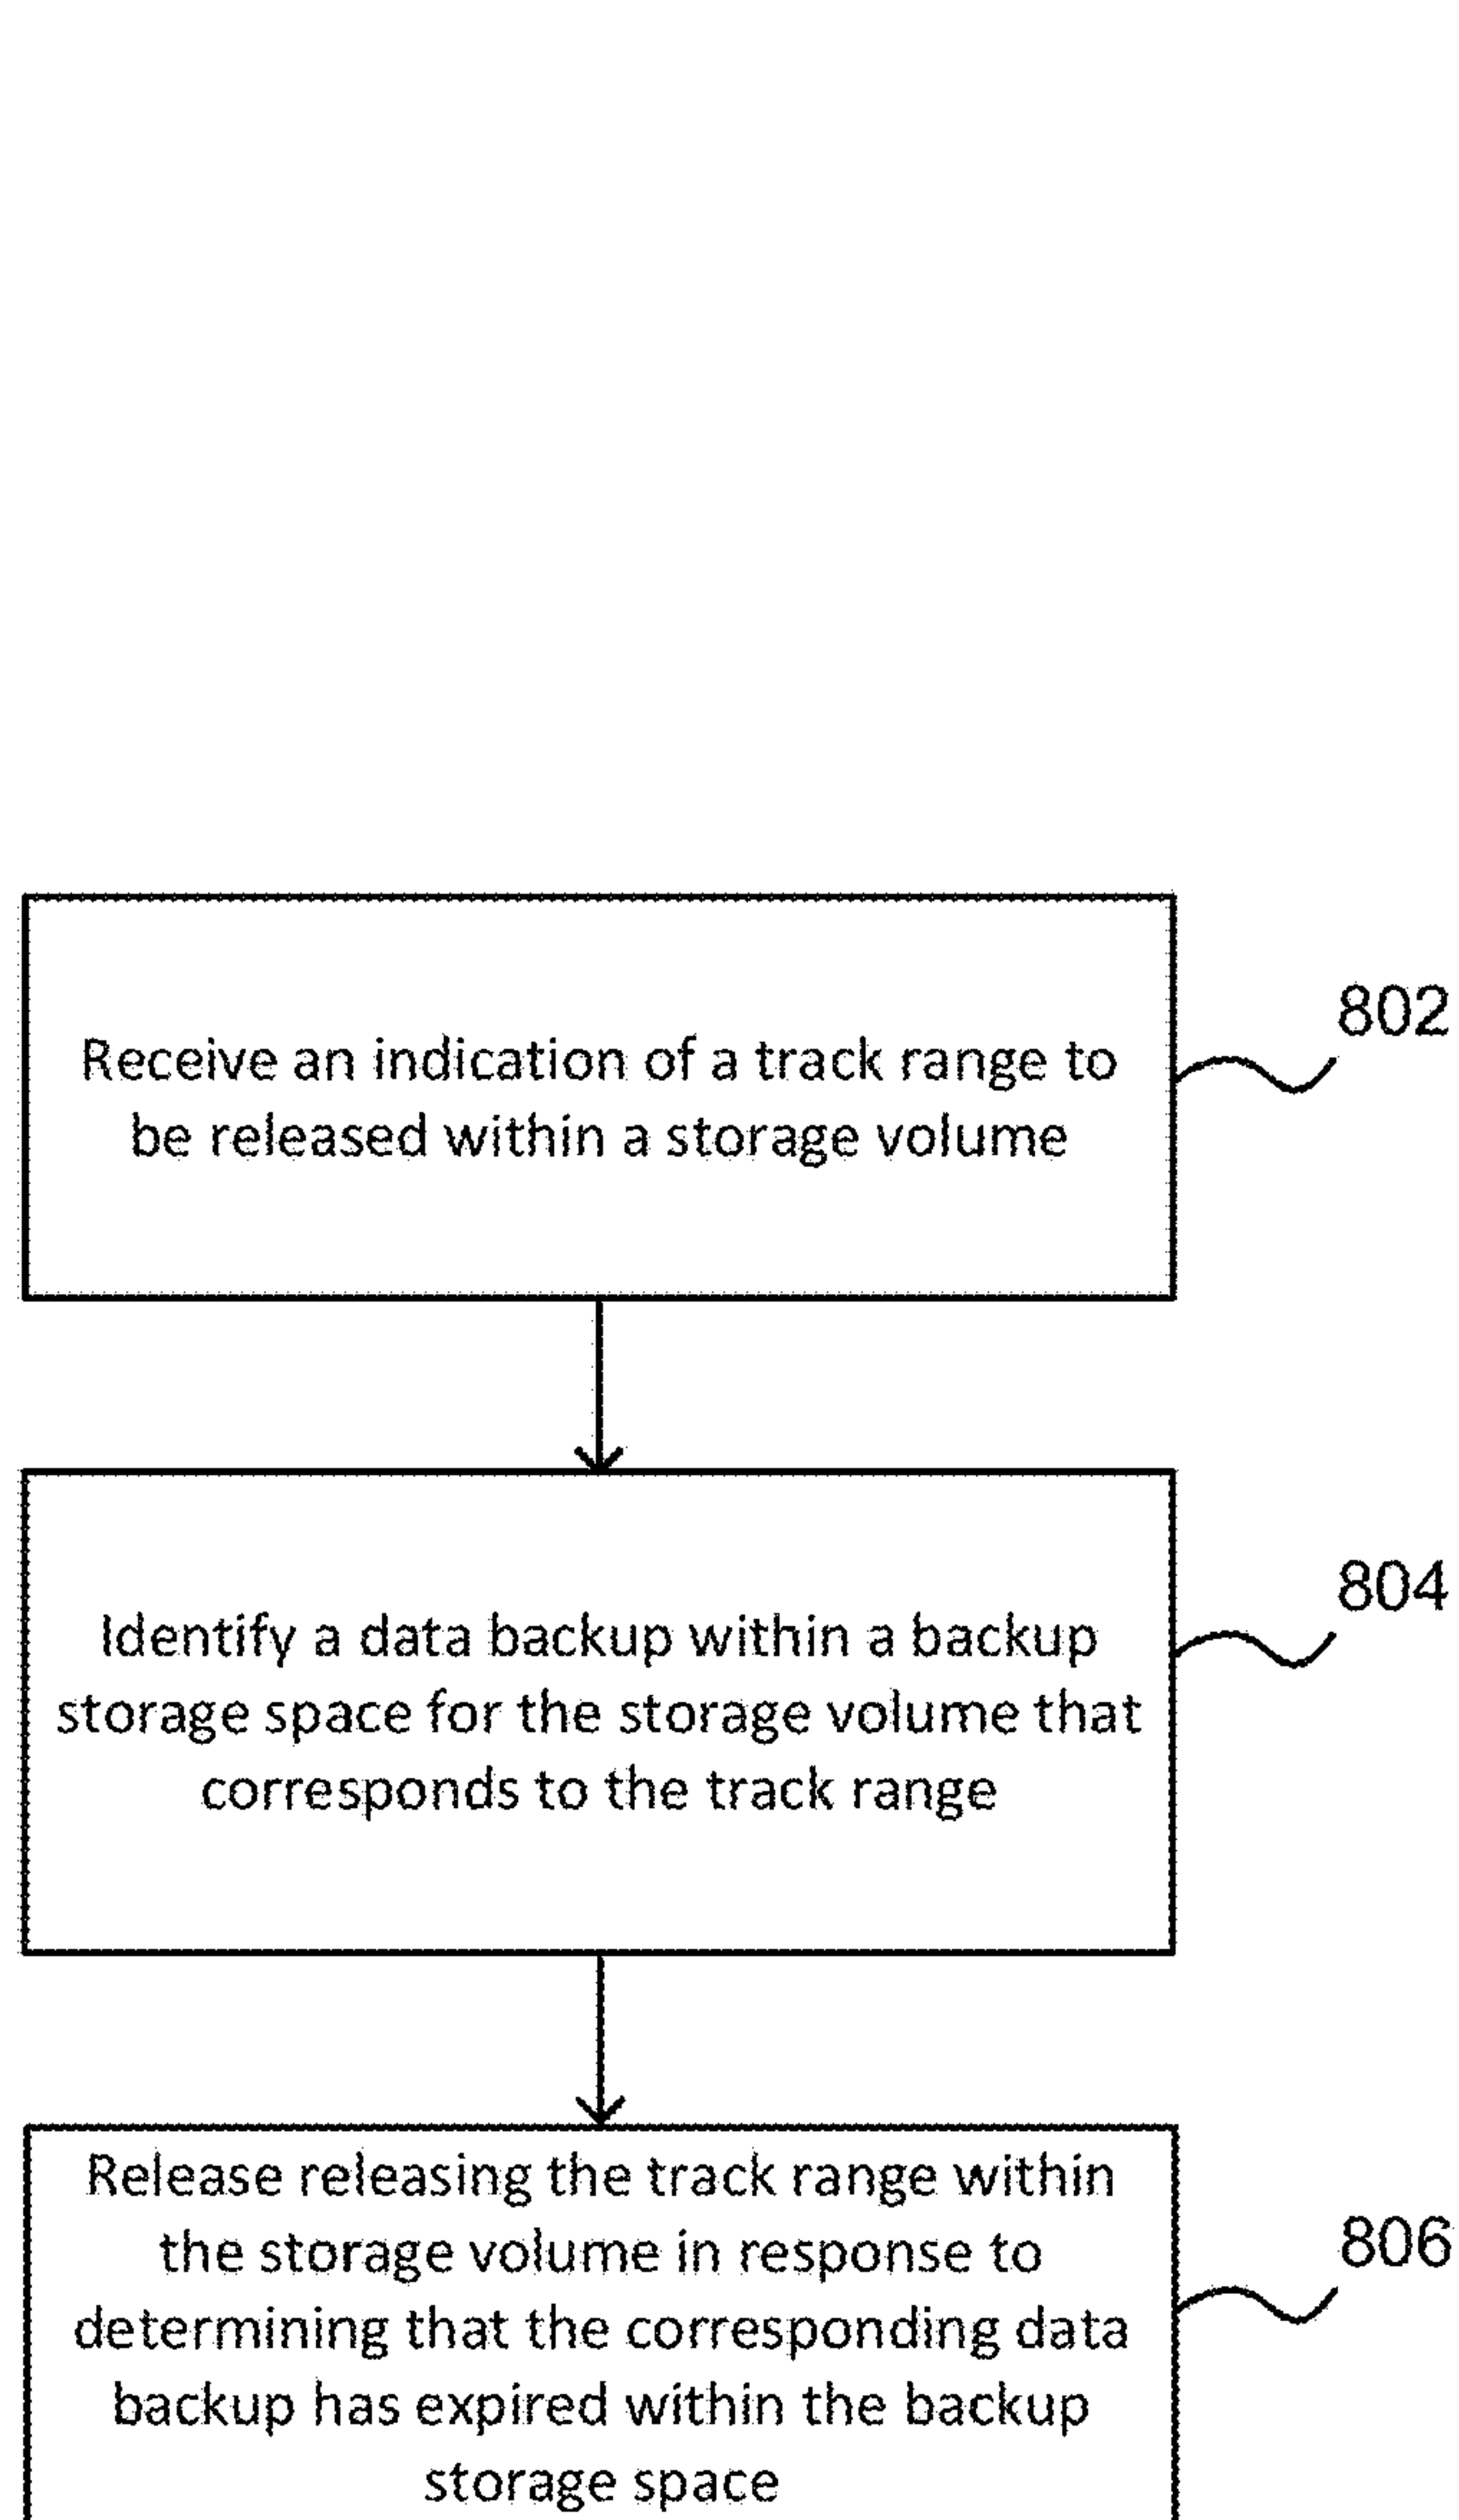 Receive an indication of a track range to
be released within a storage volume
802
Identify a data backup within a backup
storage space for the storage volume that
corresponds to the track range
804
Release releasing the track range within
the storage volume in response to
determining that the corresponding data
backup has expired within the backup
storage space
806